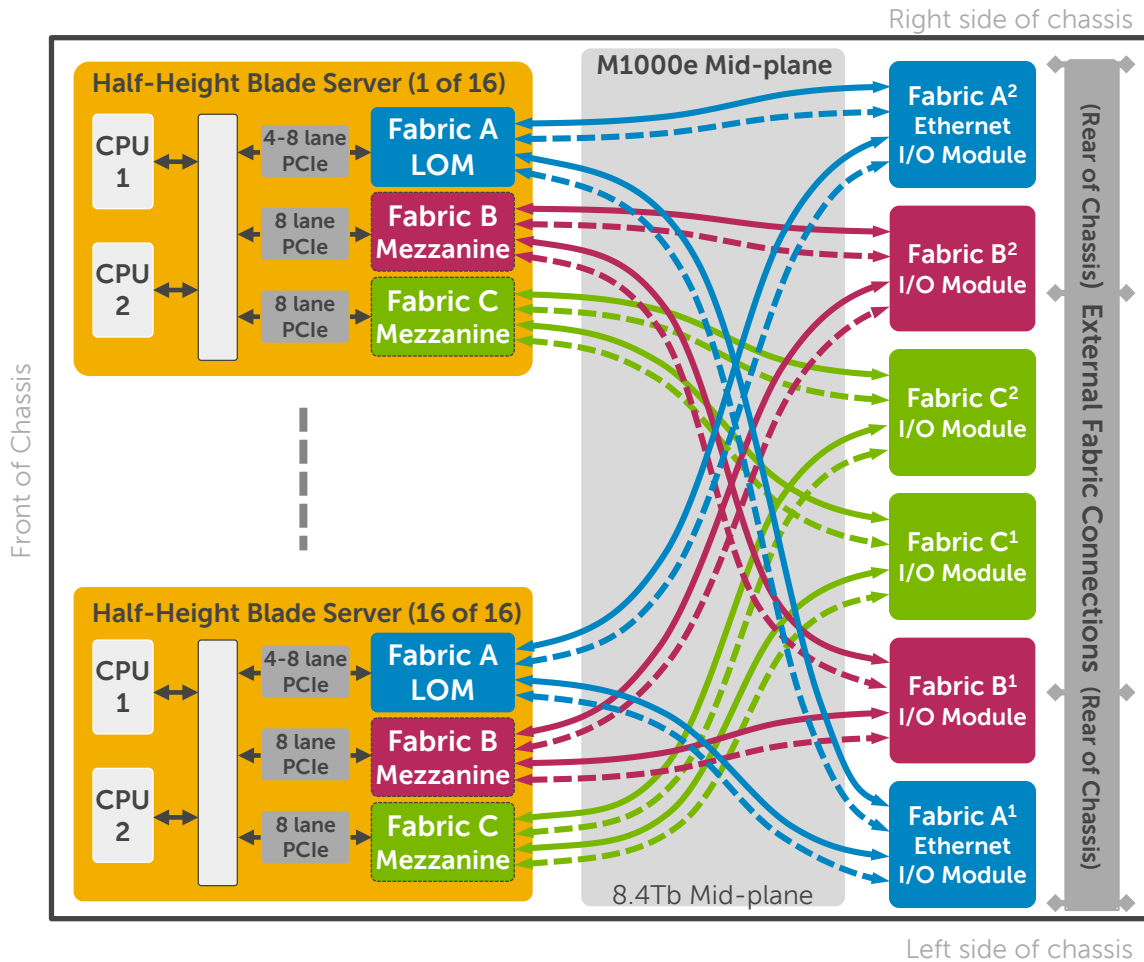 Right side of chassis
Front of Chassis
Half-Height Blade Server (1 of 16)
CPU
1
CPU
2
4-8 lane
PCIe
8 lane
PCIe
8 lane
PCIe
Fabric A
LOM
Fabric B
Mezzanine
Fabric C
Mezzanine
Half-Height Blade Server (16 of 16)
CPU
1
CPU
2
4-8 lane
PCIe
8 lane
PCIe
8 lane
PCIe
Fabric A
LOM
Fabric B
Mezzanine
Fabric C
Mezzanine
M1000e Mid-plane
8.4Tb Mid-plane
Fabric A²
Ethernet
I/O Module
Fabric B²
I/O Module
Fabric C²
I/O Module
Fabric C¹
I/O Module
Fabric B¹
I/O Module
Fabric A¹
Ethernet
I/O Module
(Rear of Chassis) External Fabric Connections (Rear of Chassis)
Left side of chassis